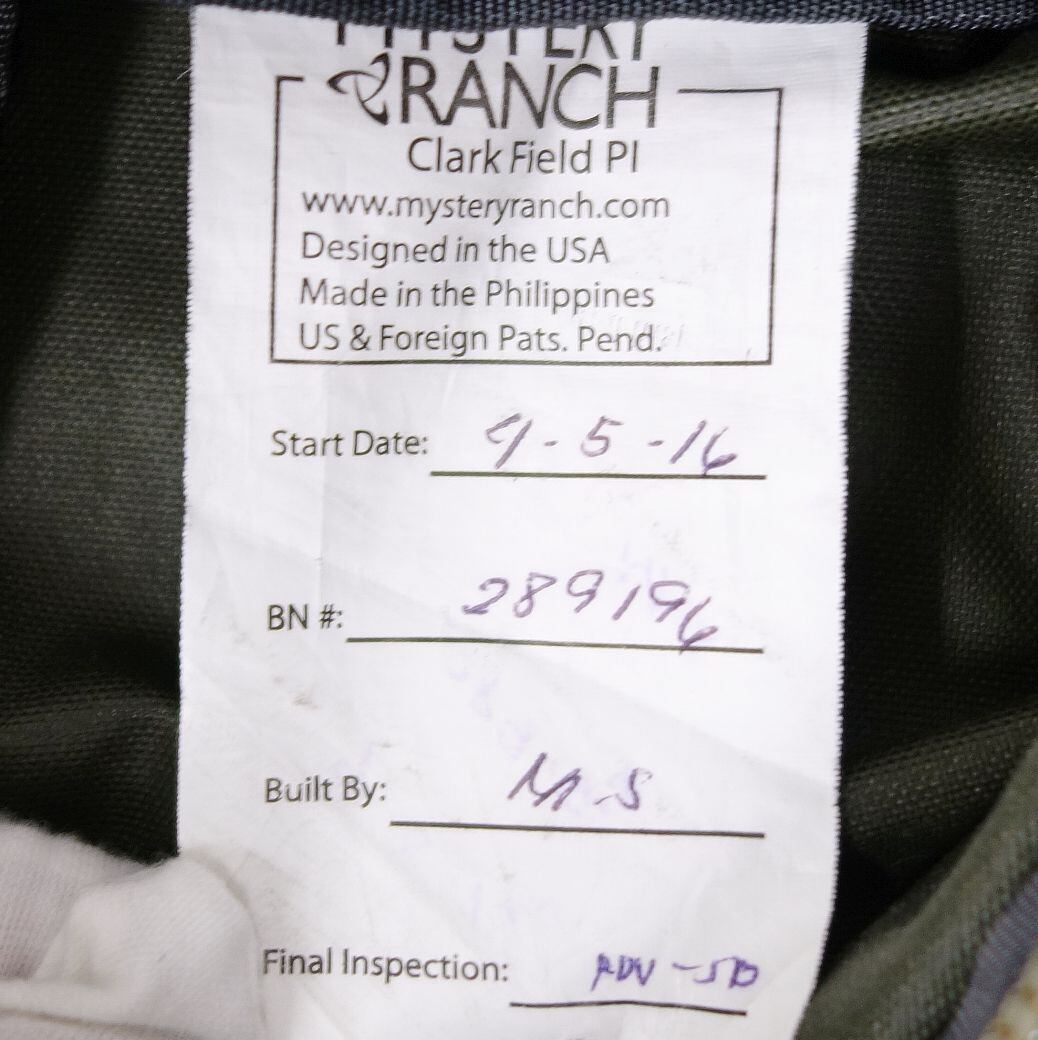 MYSTERY
RANCH
Clark Field PI
www.mysteryranch.com
Designed in the USA
Made in the Philippines
US & Foreign Pats. Pend.
Start Date: 9-5-16
BN #: 289196
Built By: M-S
Final Inspection: